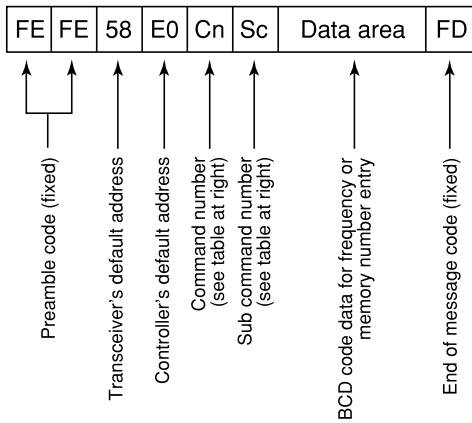 FE FE 58 E0 Cn Sc Data area FD
Preamble code (fixed)
Transceiver's default address
Controller's default address
Command number
(see table at right)
Sub command number
(see table at right)
BCD code data for frequency or
memory number entry
End of message code (fixed)